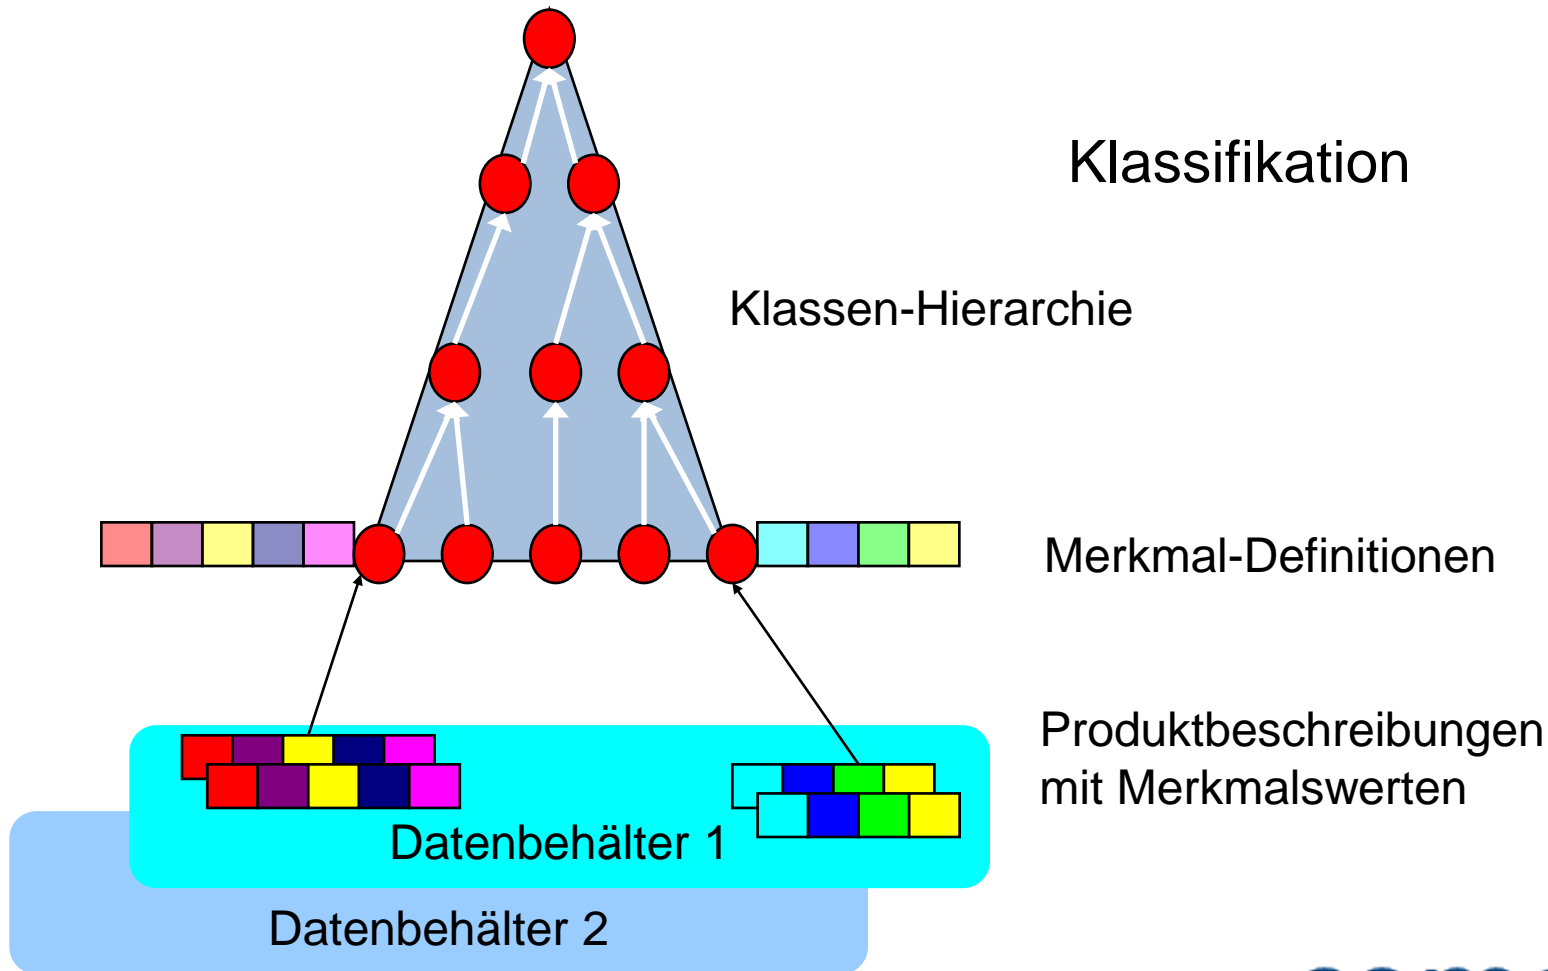 Klassifikation
Klassen-Hierarchie
Merkmal-Definitionen
Produktbeschreibungen
mit Merkmalswerten
Datenbehälter 1
Datenbehälter 2